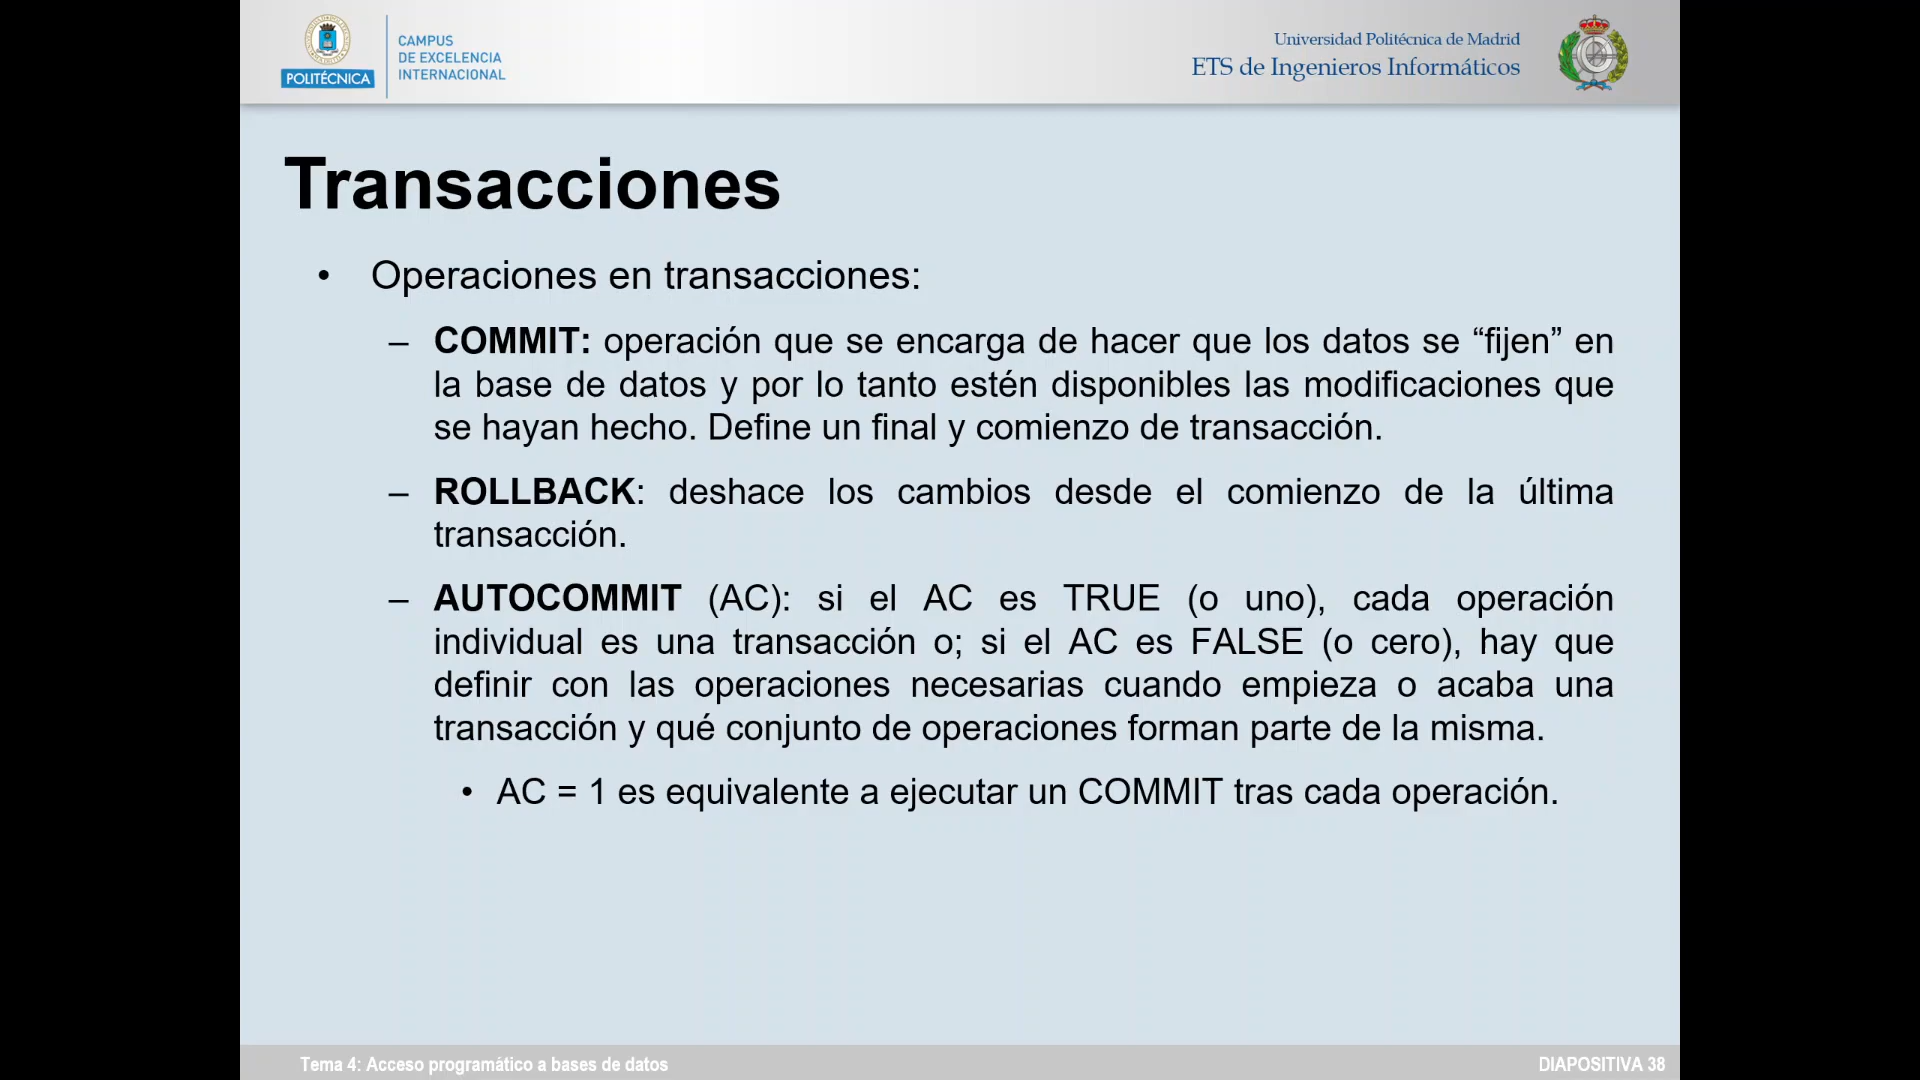 POLITÉCNICA
CAMPUS
DE EXCELENCIA
INTERNACIONAL
Universidad Politécnica de Madrid
ETS de Ingenieros Informáticos
Transacciones
• Operaciones en transacciones:
– COMMIT: operación que se encarga de hacer que los datos se “fijen” en
la base de datos y por lo tanto estén disponibles las modificaciones que
se hayan hecho. Define un final y comienzo de transacción.
– ROLLBACK: deshace los cambios desde el comienzo de la última
transacción.
– AUTOCOMMIT (AC): si el AC es TRUE (o uno), cada operación
individual es una transacción o; si el AC es FALSE (o cero), hay que
definir con las operaciones necesarias cuando empieza o acaba una
transacción y qué conjunto de operaciones forman parte de la misma.
• AC = 1 es equivalente a ejecutar un COMMIT tras cada operación.
Tema 4: Acceso programático a bases de datos
DIAPOSITIVA 38